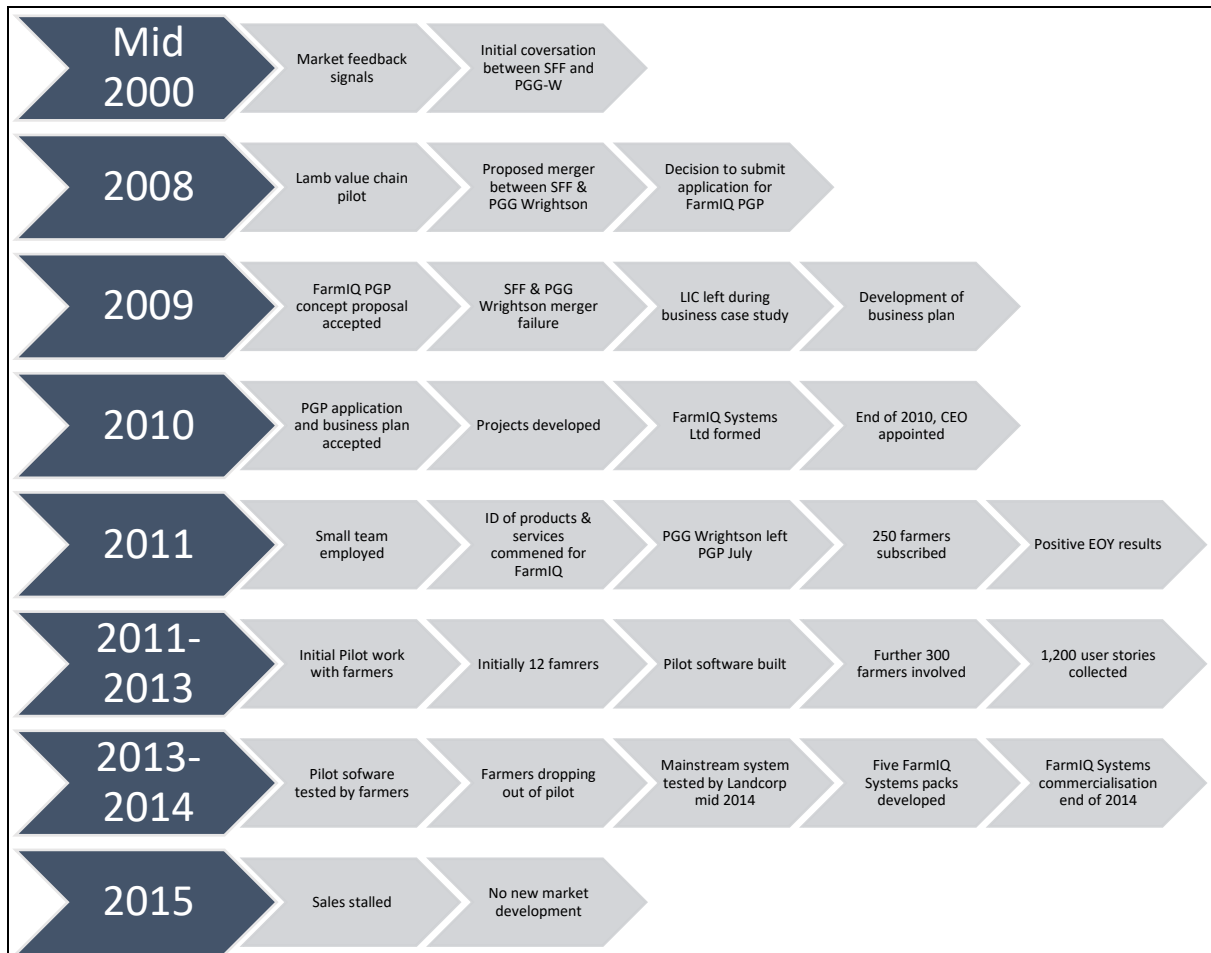 Mid
2000
Market feedback
signals
Initial coversation
between SFF and
PGG-W
2008
Lamb value chain
pilot
Proposed merger
between SFF &
PGG Wrightson
Decision to submit
application for
FarmIQ PGP
2009
FarmIQ PGP
concept proposal
accepted
SFF & PGG
Wrightson merger
failure
LIC left during
business case study
Development of
business plan
2010
PGP application
and business plan
accepted
Projects developed
FarmIQ Systems
Ltd formed
End of 2010, CEO
appointed
2011
Small team
employed
ID of products &
services
commened for
FarmIQ
PGG Wrightson left
PGP July
250 farmers
subscribed
Positive EOY results
2011-
2013
Initial Pilot work
with farmers
Initially 12 famrers
Pilot software built
Further 300
farmers involved
1,200 user stories
collected
2013-
2014
Pilot sofware
tested by farmers
Farmers dropping
out of pilot
Mainstream system
tested by Landcorp
mid 2014
Five FarmIQ
Systems packs
developed
FarmIQ Systems
commercialisation
end of 2014
2015
Sales stalled
No new market
development